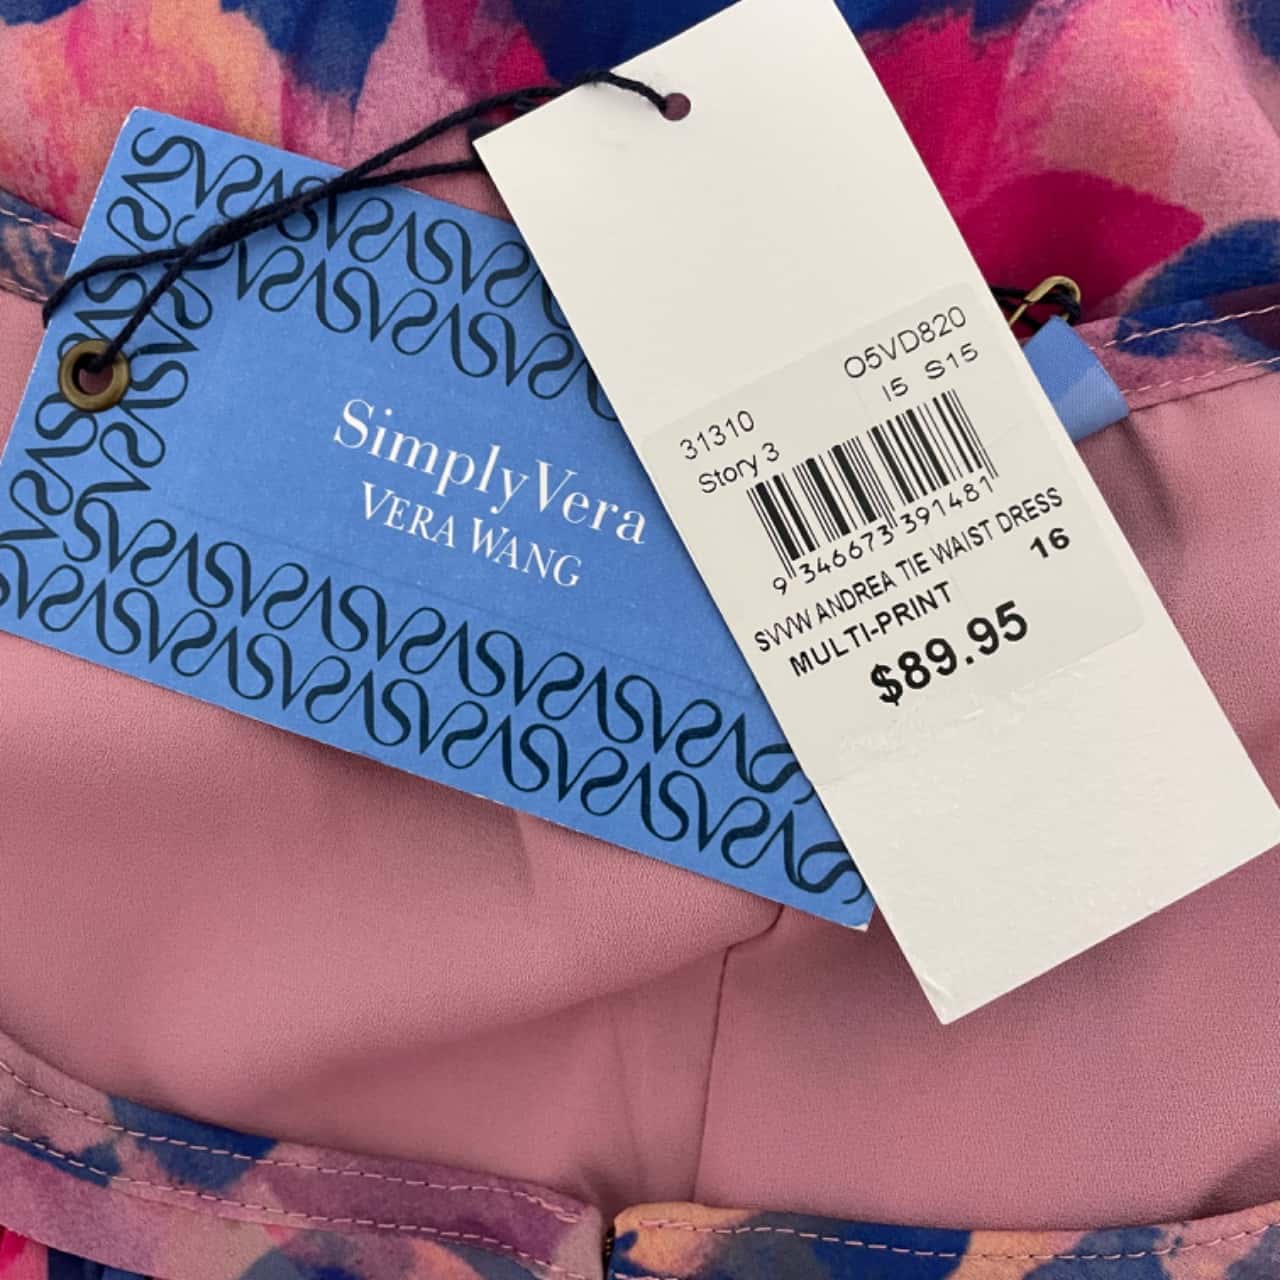 Simply Vera
VERA WANG
O5VD820
I5 S15
31310
Story 3
9 346673 391481
SVVW ANDREA TIE WAIST DRESS
16
MULTI-PRINT
$89.95